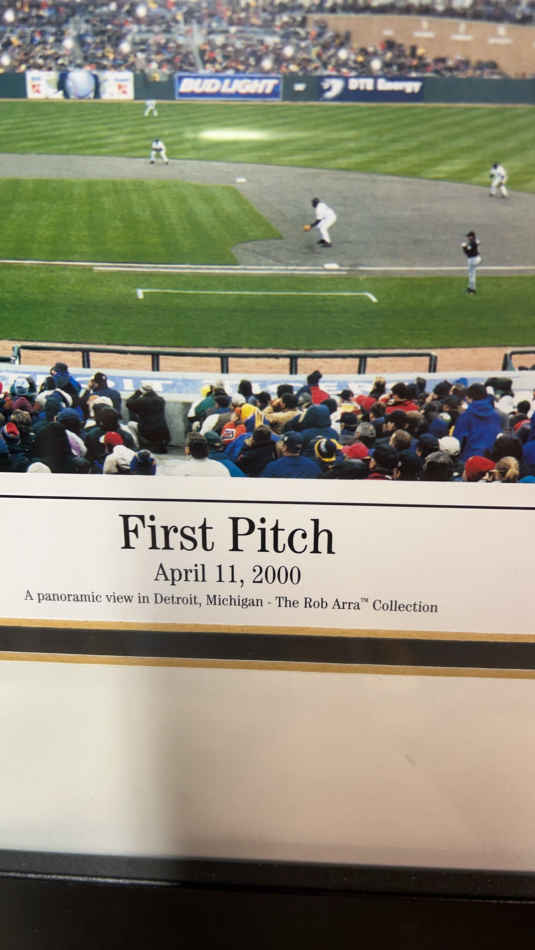 BUD LIGHT
DTE Energy
First Pitch
April 11, 2000
A panoramic view in Detroit, Michigan - The Rob Arra™ Collection